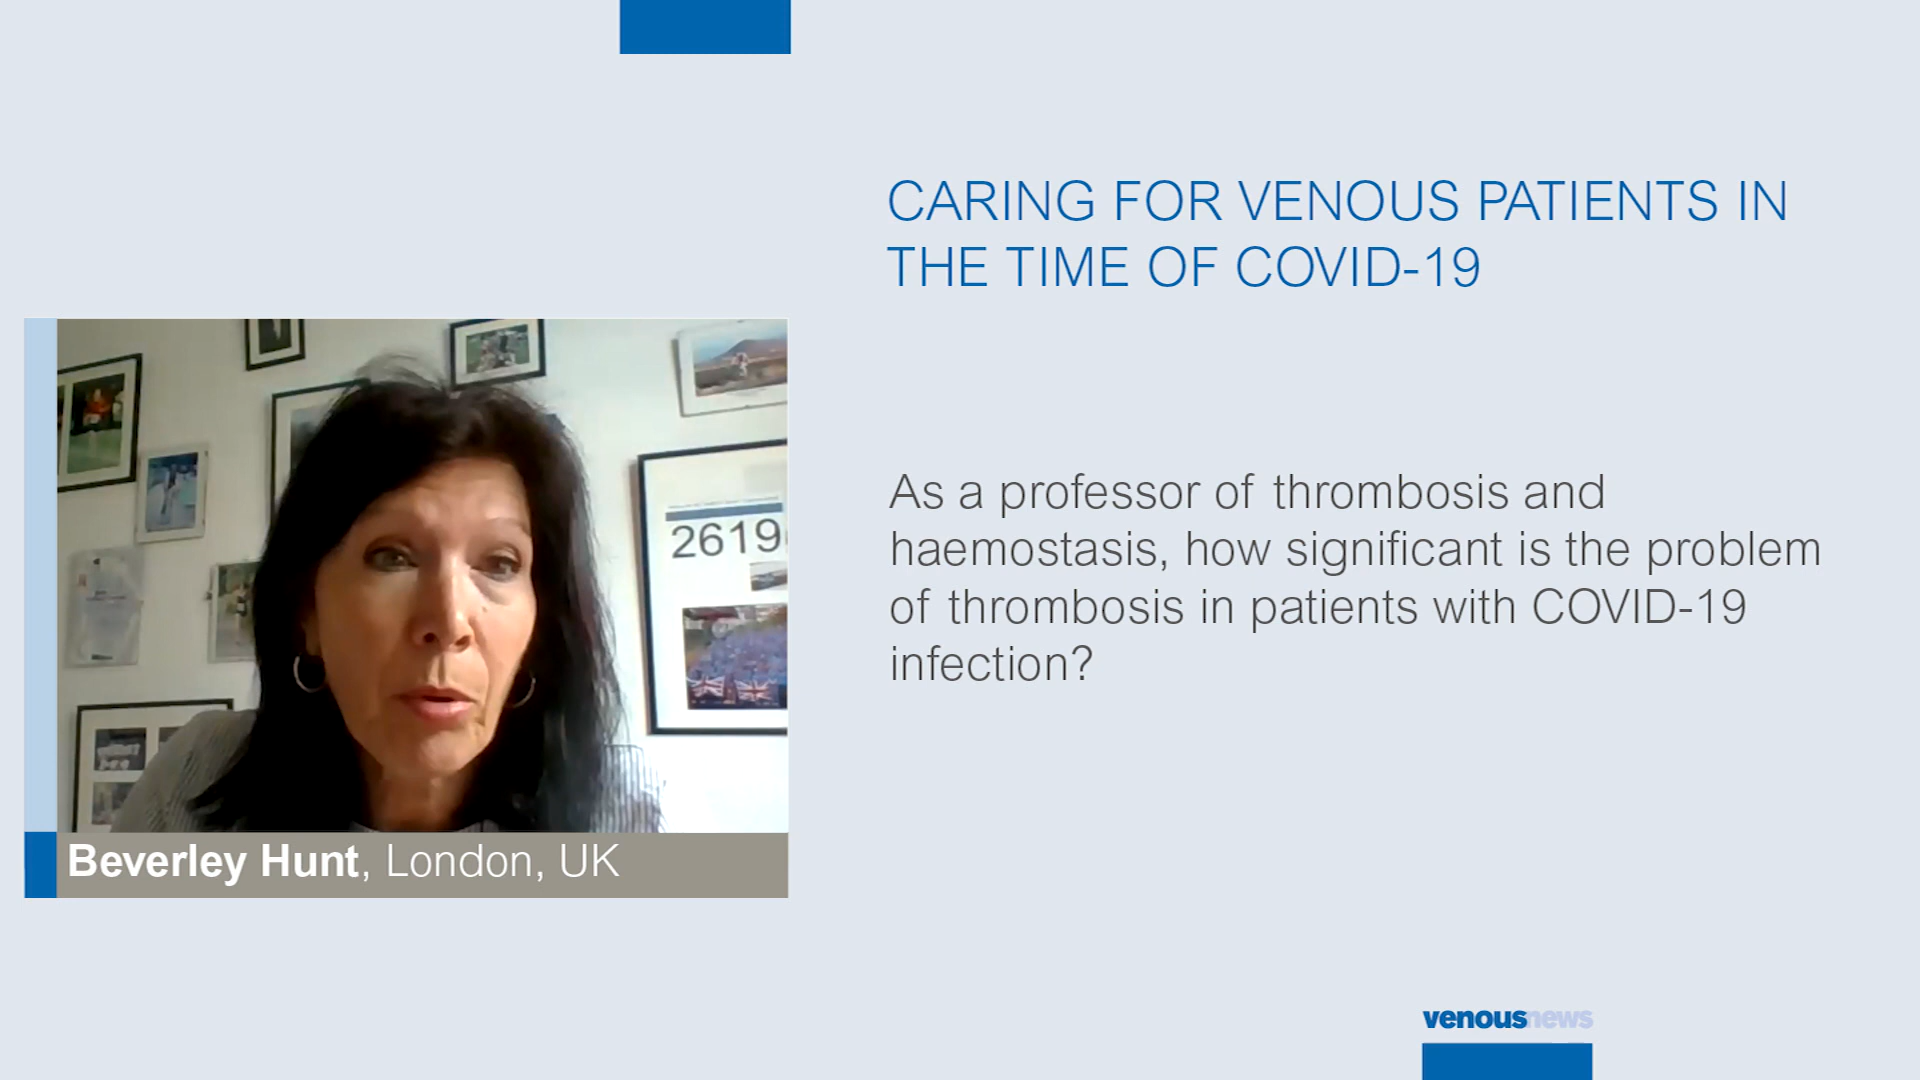 CARING FOR VENOUS PATIENTS IN
THE TIME OF COVID-19
2619
As a professor of thrombosis and
haemostasis, how significant is the problem
of thrombosis in patients with COVID-19
infection?
Beverley Hunt, London, UK
venousnews